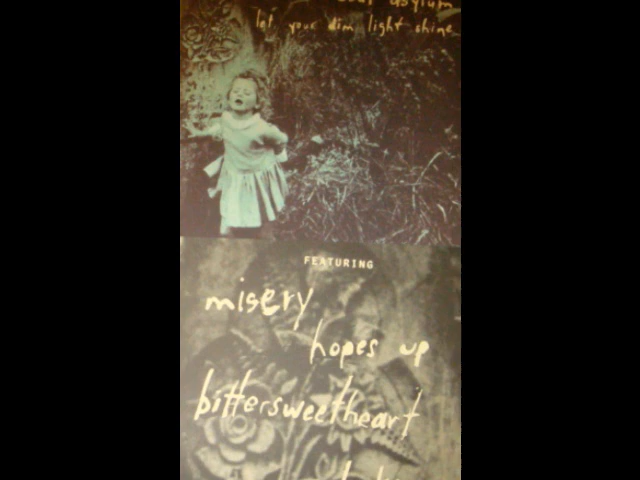 asylum
let your dim light shine
FEATURING
misery
hopes up
bittersweetheart